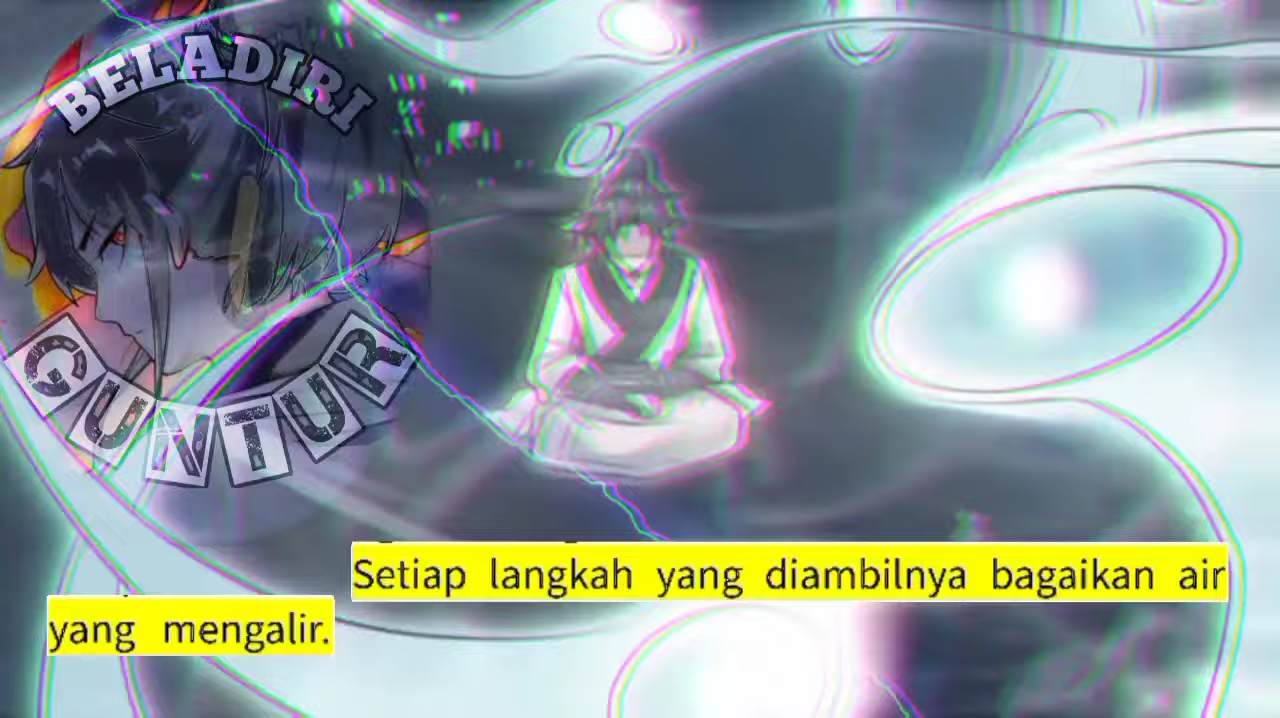 BELADIRI
GUNTUR
Setiap langkah yang diambilnya bagaikan air
yang mengalir.